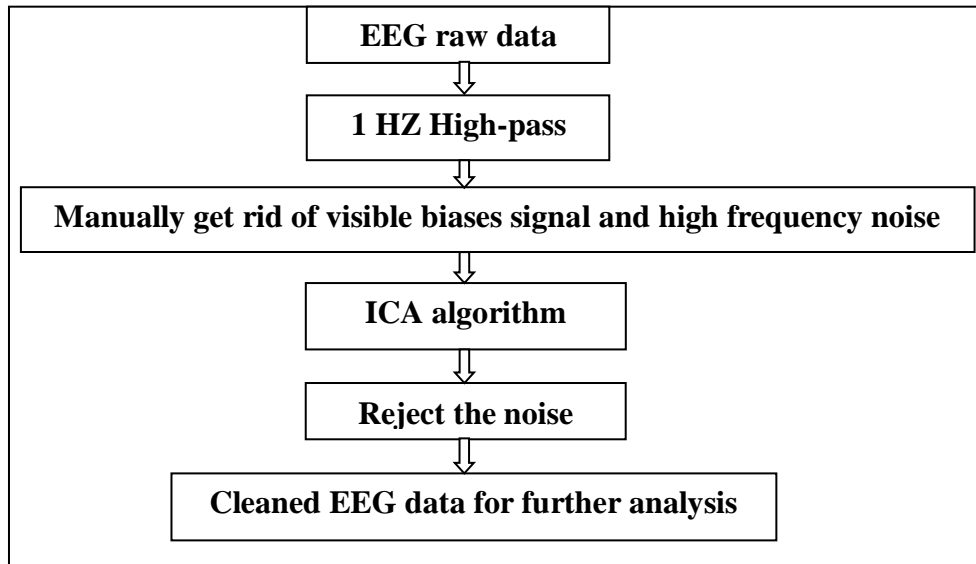 EEG raw data
1 HZ High-pass
Manually get rid of visible biases signal and high frequency noise
ICA algorithm
Reject the noise
Cleaned EEG data for further analysis